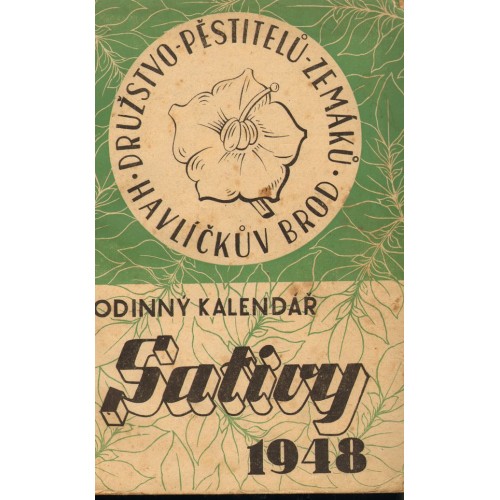 DRUŽSTVO-PĚSTITELŮ-ZEMÁKŮ
· HAVLÍČKŮV BROD ·
ODINNÝ KALENDÁŘ
Sativy
1948